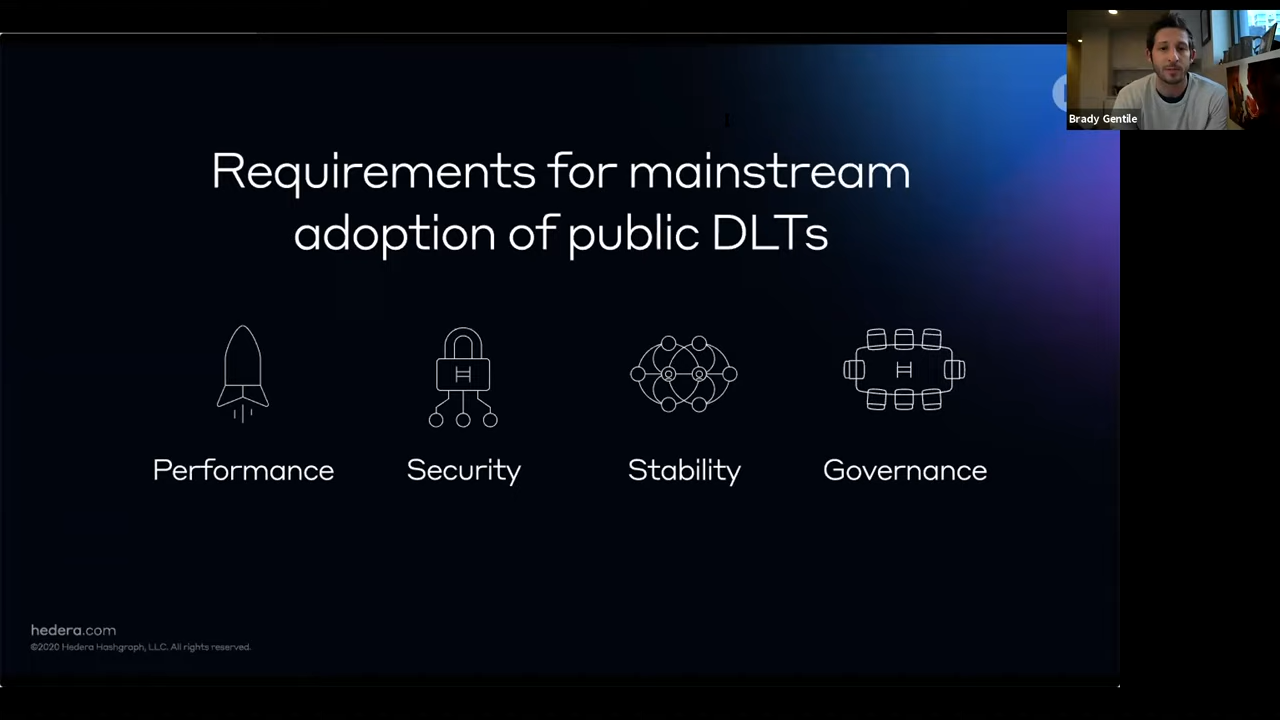 Requirements for mainstream
adoption of public DLTs
Performance
Security
Stability
Governance
hedera.com
©2020 Hedera Hashgraph, LLC. All rights reserved.
Brady Gentile